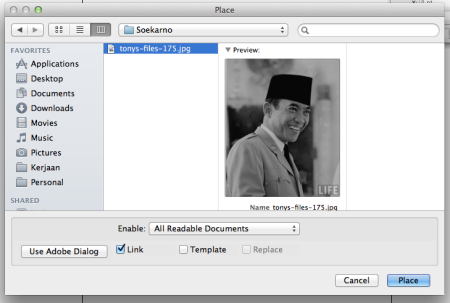 Place
Soekarno
FAVORITES
Applications
Desktop
Documents
Downloads
Movies
Music
Pictures
Kerjaan
Personal
SHARED
tonys-files-175.jpg
Preview:
LIFE
Name tonys-files-175.jpg
Enable: All Readable Documents
Use Adobe Dialog
Link
Template
Replace
Cancel
Place